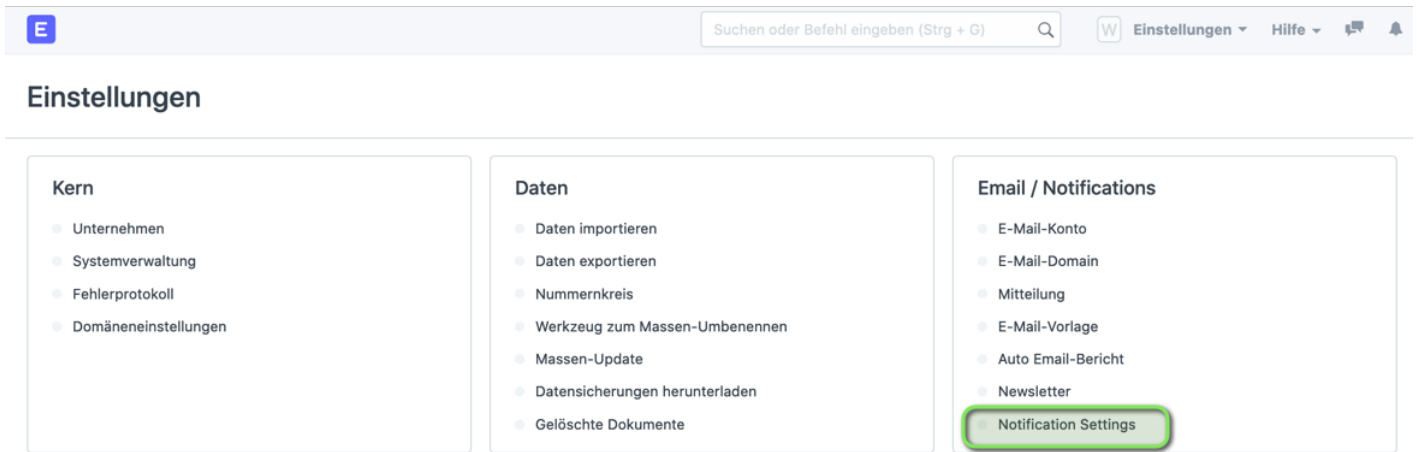 E
Suchen oder Befehl eingeben (Strg + G)
W Einstellungen Hilfe
Einstellungen
Kern
Unternehmen
Systemverwaltung
Fehlerprotokoll
Domäneneinstellungen
Daten
Daten importieren
Daten exportieren
Nummernkreis
Werkzeug zum Massen-Umbenennen
Massen-Update
Datensicherungen herunterladen
Gelöschte Dokumente
Email / Notifications
E-Mail-Konto
E-Mail-Domain
Mitteilung
E-Mail-Vorlage
Auto Email-Bericht
Newsletter
Notification Settings